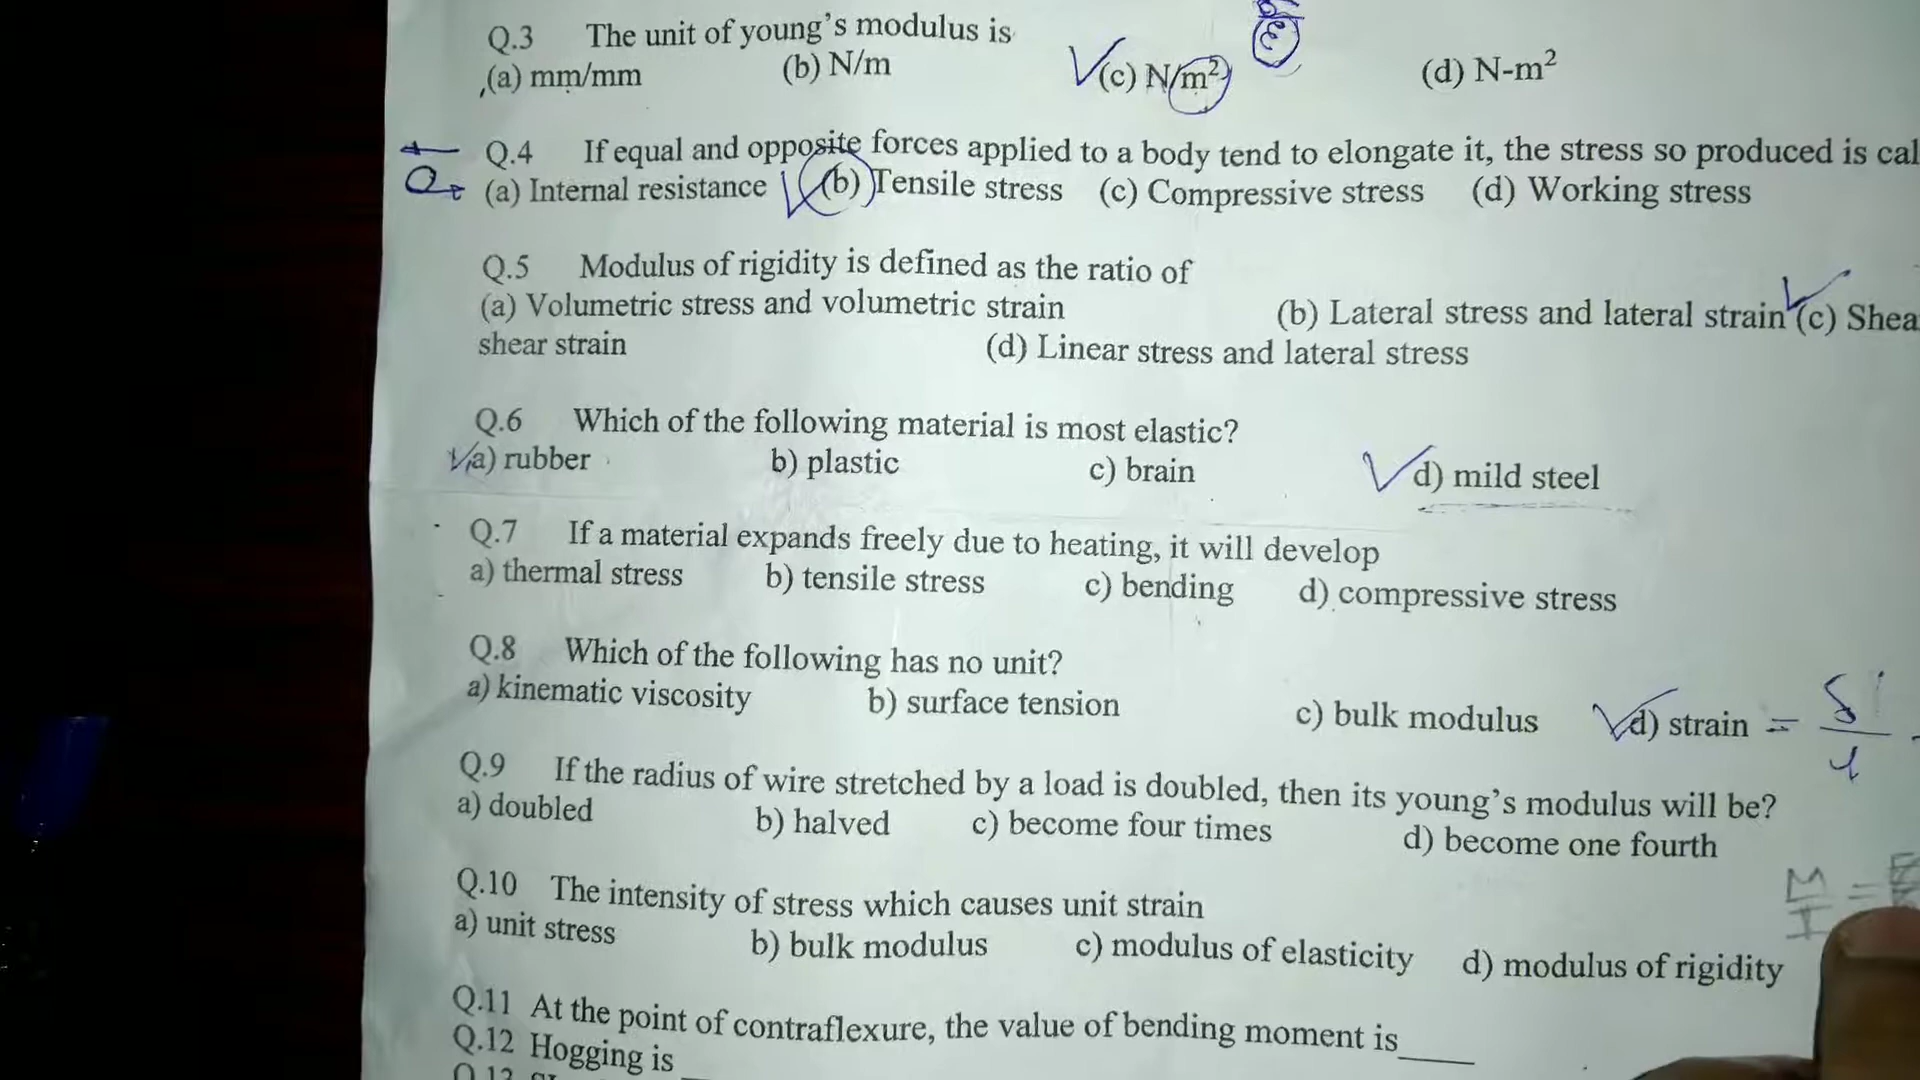 Q.3 The unit of young's modulus is
(a) mm/mm (b) N/m (c) N/m² (d) N-m²
Q.4 If equal and opposite forces applied to a body tend to elongate it, the stress so produced is cal
(a) Internal resistance (b) Tensile stress (c) Compressive stress (d) Working stress
Q.5 Modulus of rigidity is defined as the ratio of
(a) Volumetric stress and volumetric strain (b) Lateral stress and lateral strain (c) Shea
shear strain (d) Linear stress and lateral stress
Q.6 Which of the following material is most elastic?
a) rubber b) plastic c) brain d) mild steel
Q.7 If a material expands freely due to heating, it will develop
a) thermal stress b) tensile stress c) bending d) compressive stress
Q.8 Which of the following has no unit?
a) kinematic viscosity b) surface tension c) bulk modulus d) strain =
Q.9 If the radius of wire stretched by a load is doubled, then its young's modulus will be?
a) doubled b) halved c) become four times d) become one fourth
Q.10 The intensity of stress which causes unit strain
a) unit stress b) bulk modulus c) modulus of elasticity d) modulus of rigidity
M/I =
Q.11 At the point of contraflexure, the value of bending moment is____
Q.12 Hogging is